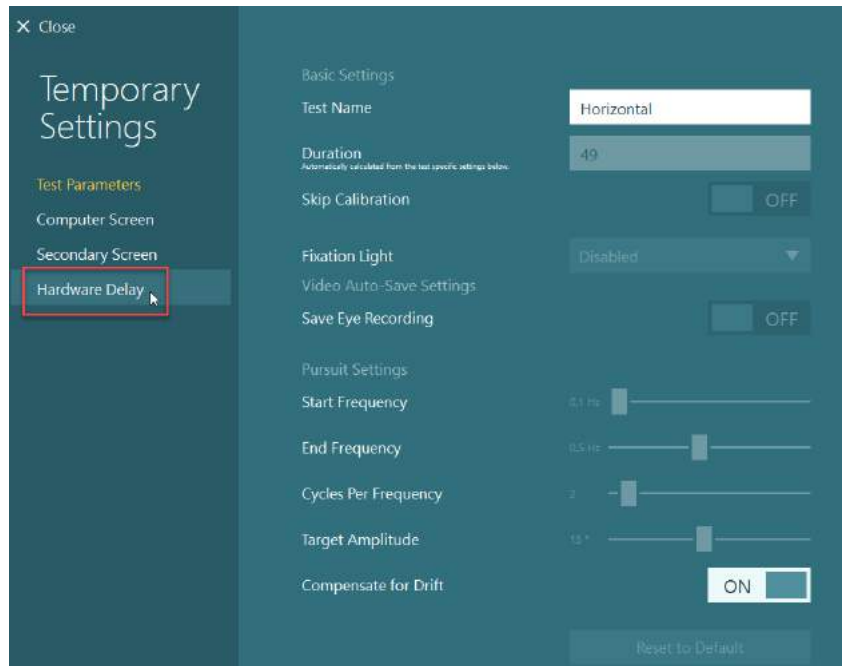 X Close
Temporary
Settings
Test Parameters
Computer Screen
Secondary Screen
Hardware Delay
Basic Settings
Test Name Horizontal
Duration 49
Automatically calculated from the test specific settings below.
Skip Calibration OFF
Fixation Light Disabled
Video Auto-Save Settings
Save Eye Recording OFF
Pursuit Settings
Start Frequency 0,1 Hz
End Frequency 0,5 Hz
Cycles Per Frequency 2
Target Amplitude 15 °
Compensate for Drift ON
Reset to Default